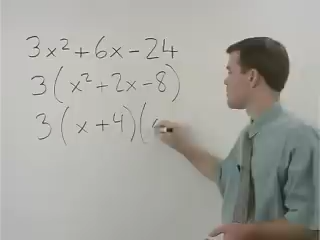 3x² + 6x - 24
3(x² + 2x - 8)
3(x + 4)(